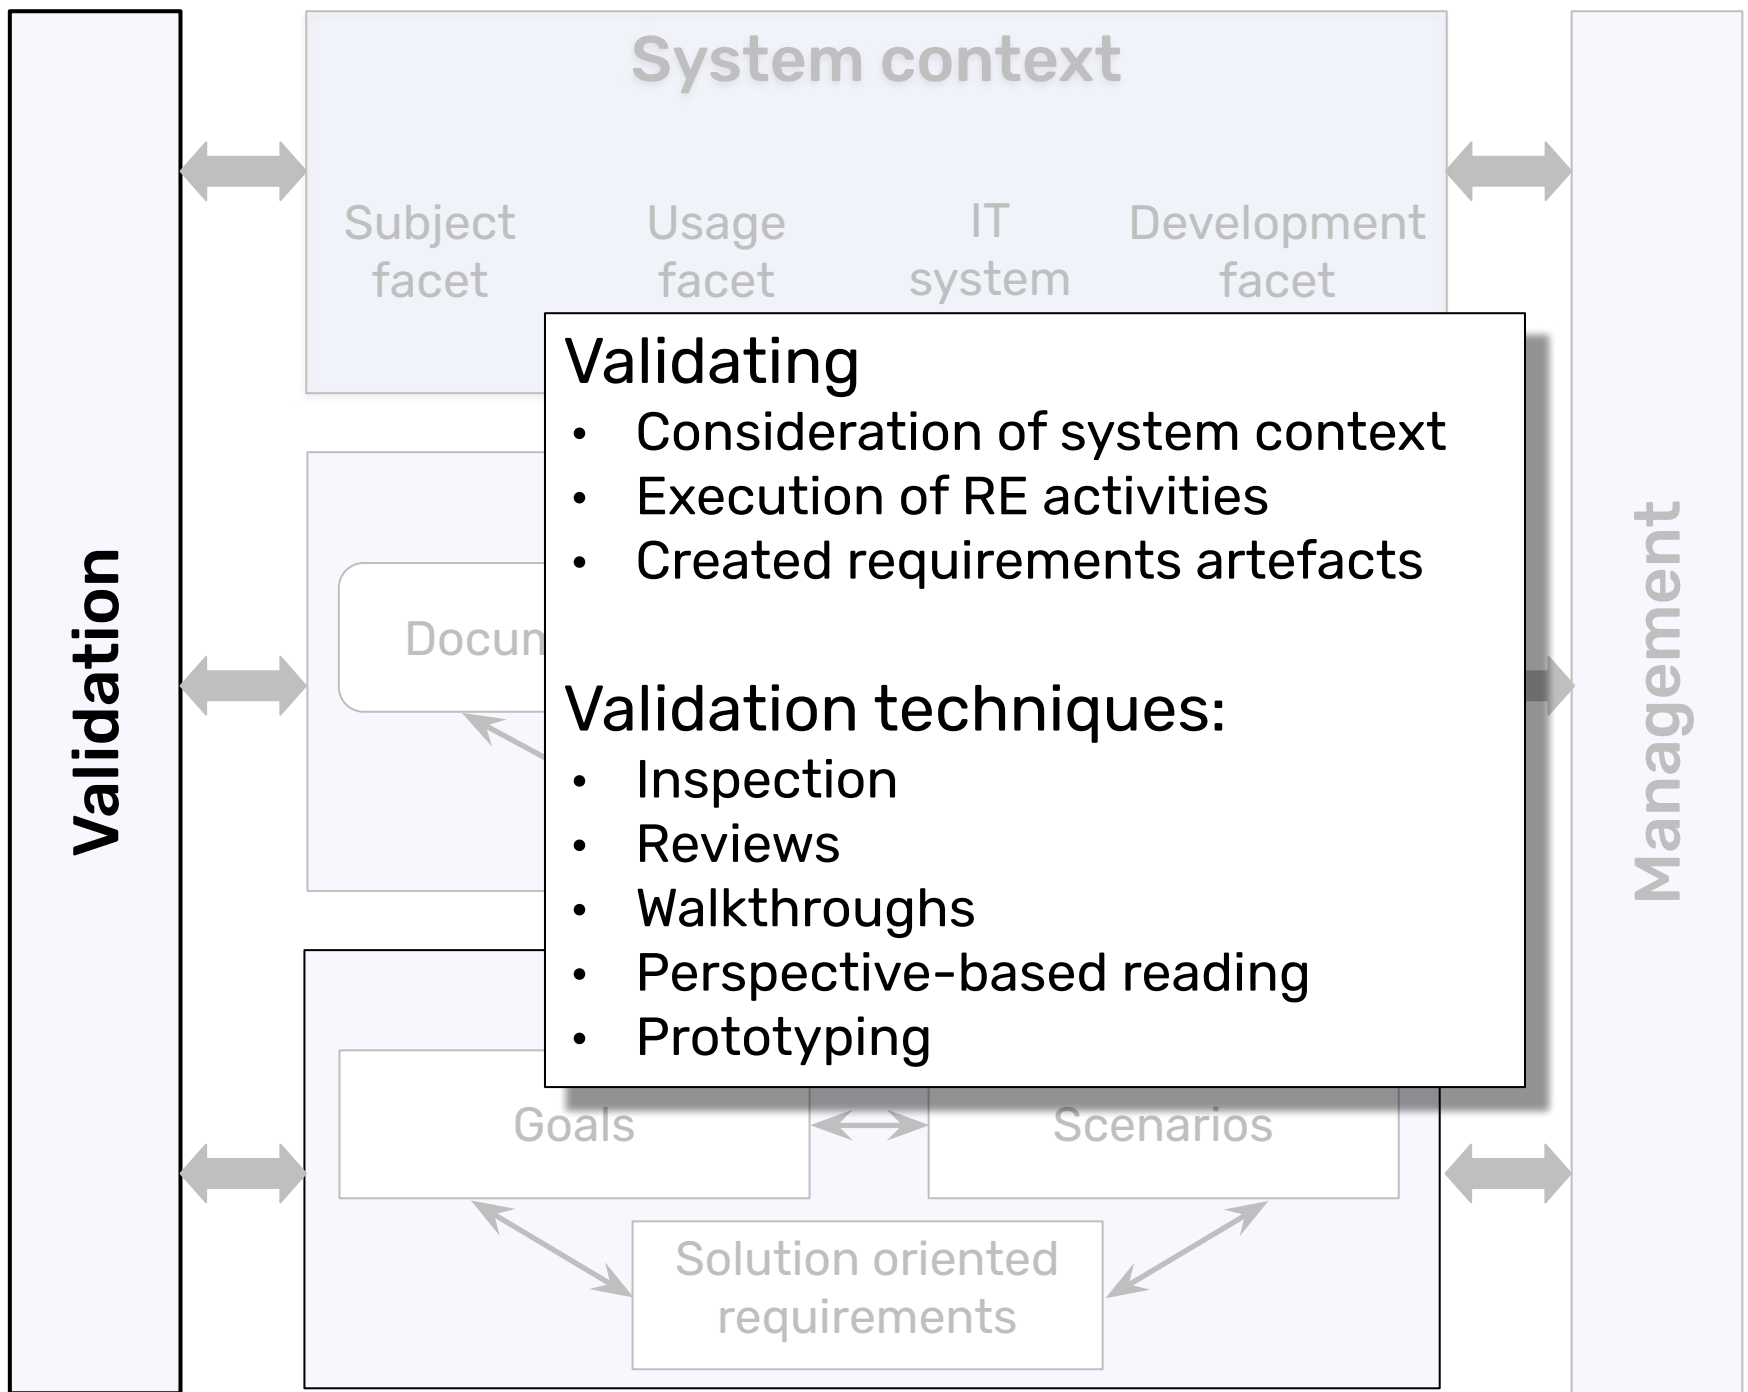 System context
Subject facet
Usage facet
IT system
Development facet
Validating
• Consideration of system context
• Execution of RE activities
• Created requirements artefacts
Validation techniques:
• Inspection
• Reviews
• Walkthroughs
• Perspective-based reading
• Prototyping
Validation
Management
Goals
Scenarios
Solution oriented
requirements